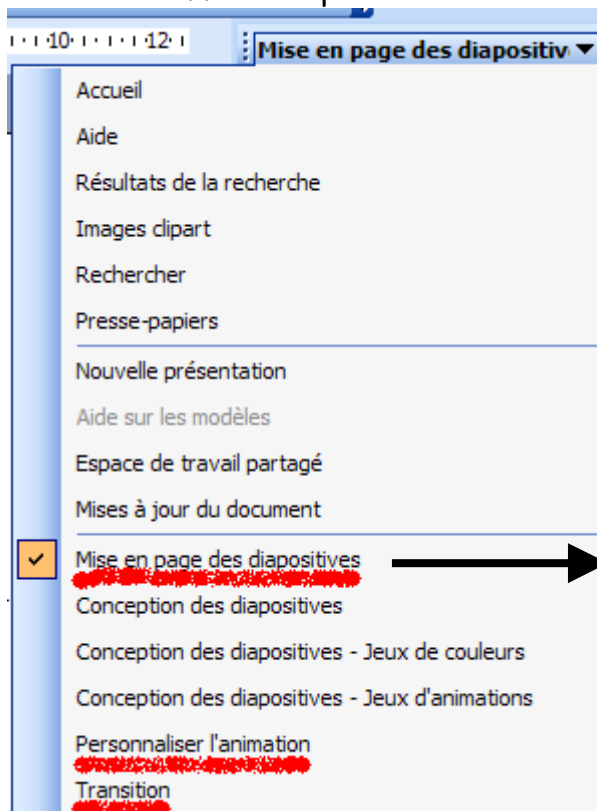 10 12
Mise en page des diapositiv
Accueil
Aide
Résultats de la recherche
Images clipart
Rechercher
Presse-papiers
Nouvelle présentation
Aide sur les modèles
Espace de travail partagé
Mises à jour du document
Mise en page des diapositives
Conception des diapositives
Conception des diapositives - Jeux de couleurs
Conception des diapositives - Jeux d'animations
Personnaliser l'animation
Transition